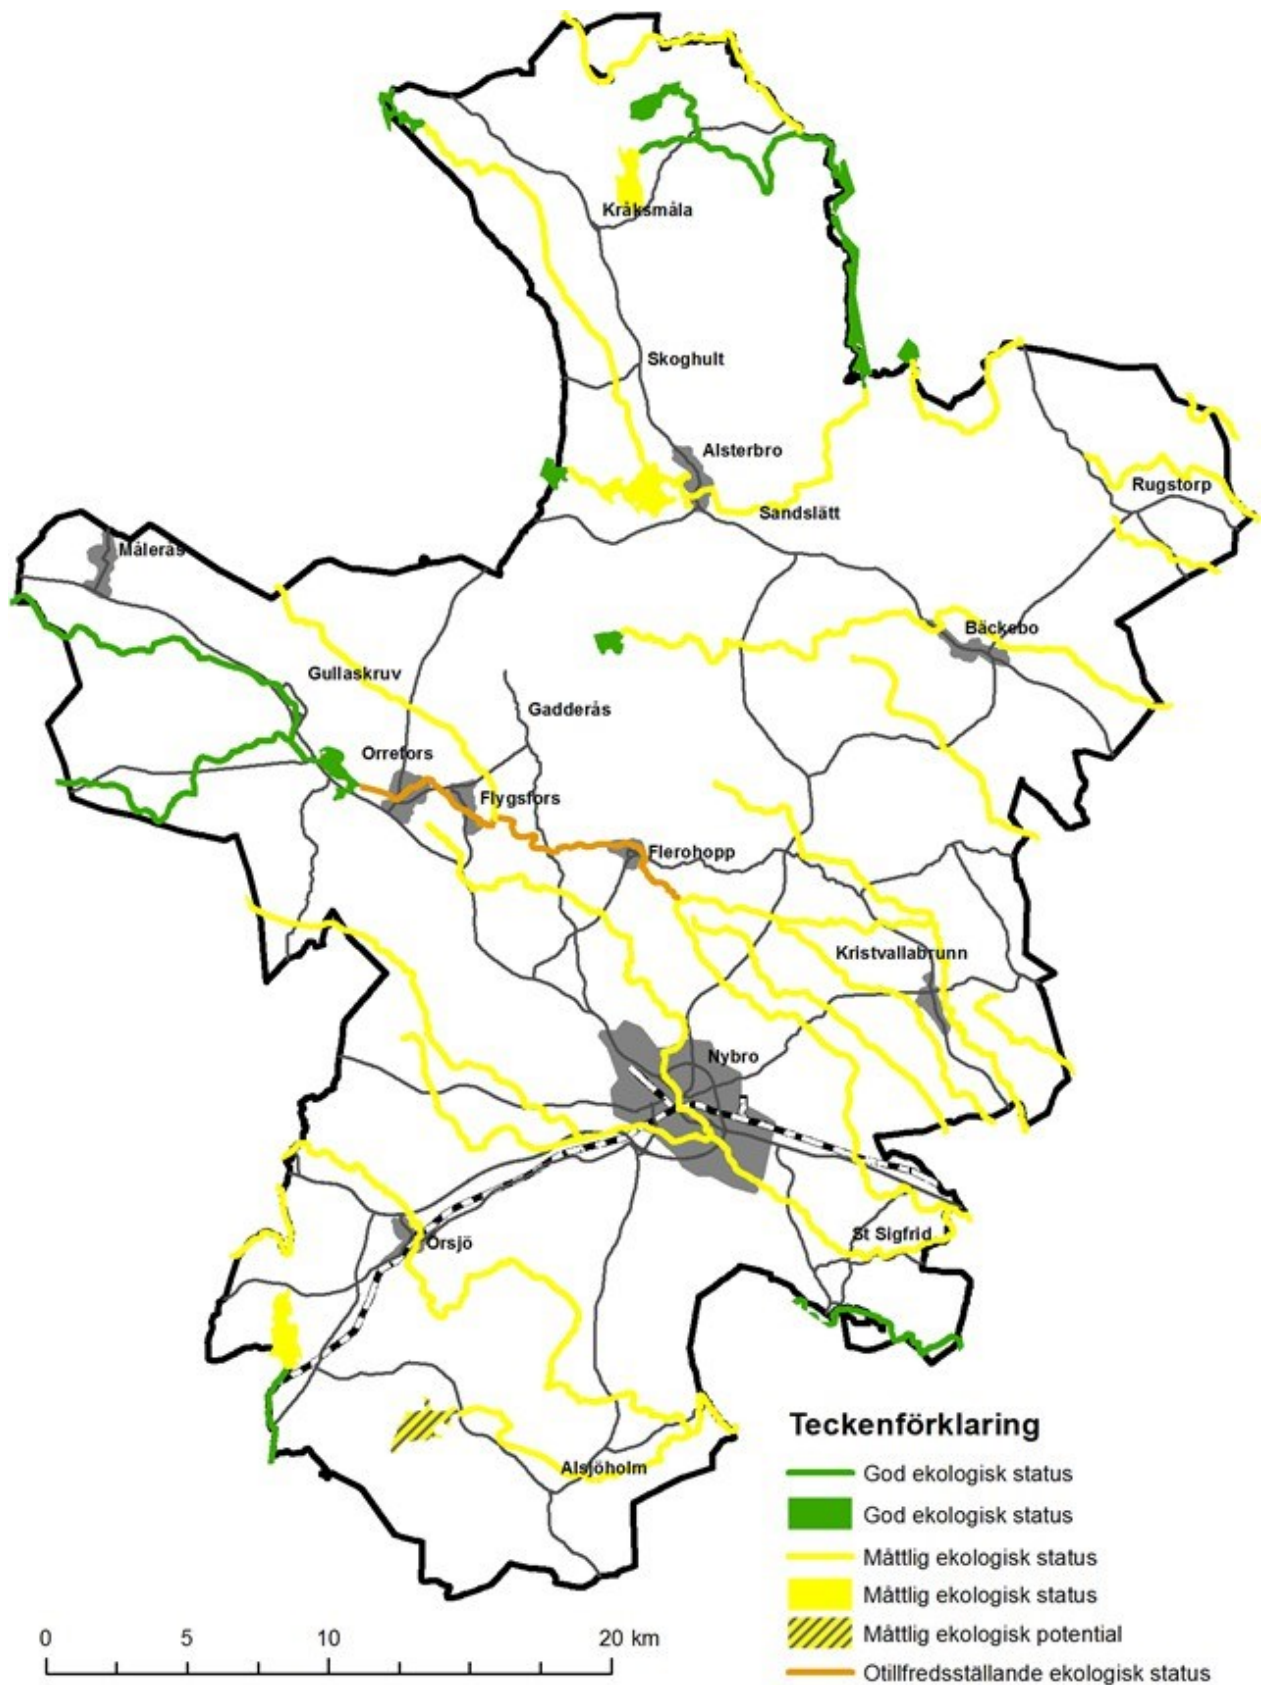 Kråksmåla
Skoghult
Alsterbro
Rugstorp
Sandslätt
Målerås
Bäckebo
Gullaskruv
Gadderås
Orrefors
Flygsfors
Flerohopp
Kristvallabrunn
Nybro
St Sigfrid
Örsjö
Alsjöholm
Teckenförklaring
God ekologisk status
God ekologisk status
Måttlig ekologisk status
Måttlig ekologisk status
Måttlig ekologisk potential
Otillfredsställande ekologisk status
0 5 10 20 km